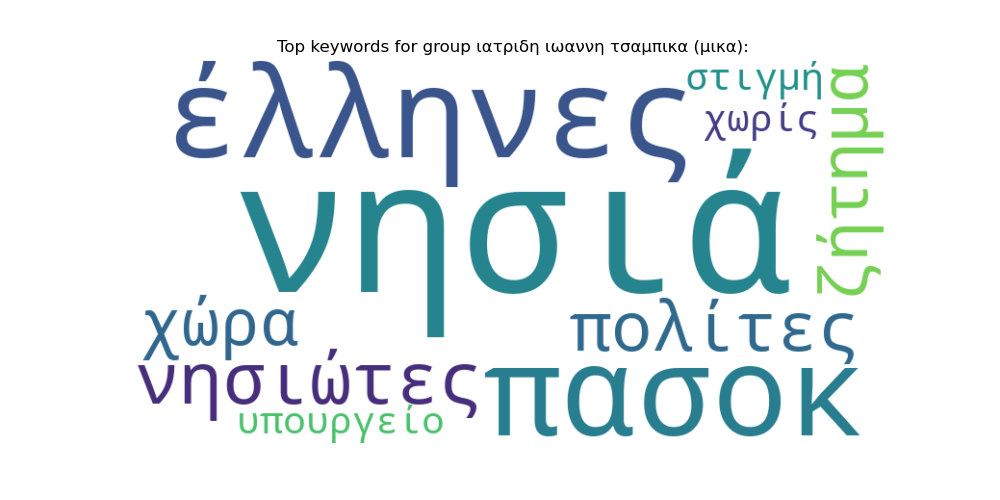 Top keywords for group ιατριδη ιωαννη τσαμπικα (μικα):
έλληνες
στιγμή
χωρίς
ζήτημα
νησιά
χώρα
πολίτες
νησιώτες
πασοκ
υπουργείο